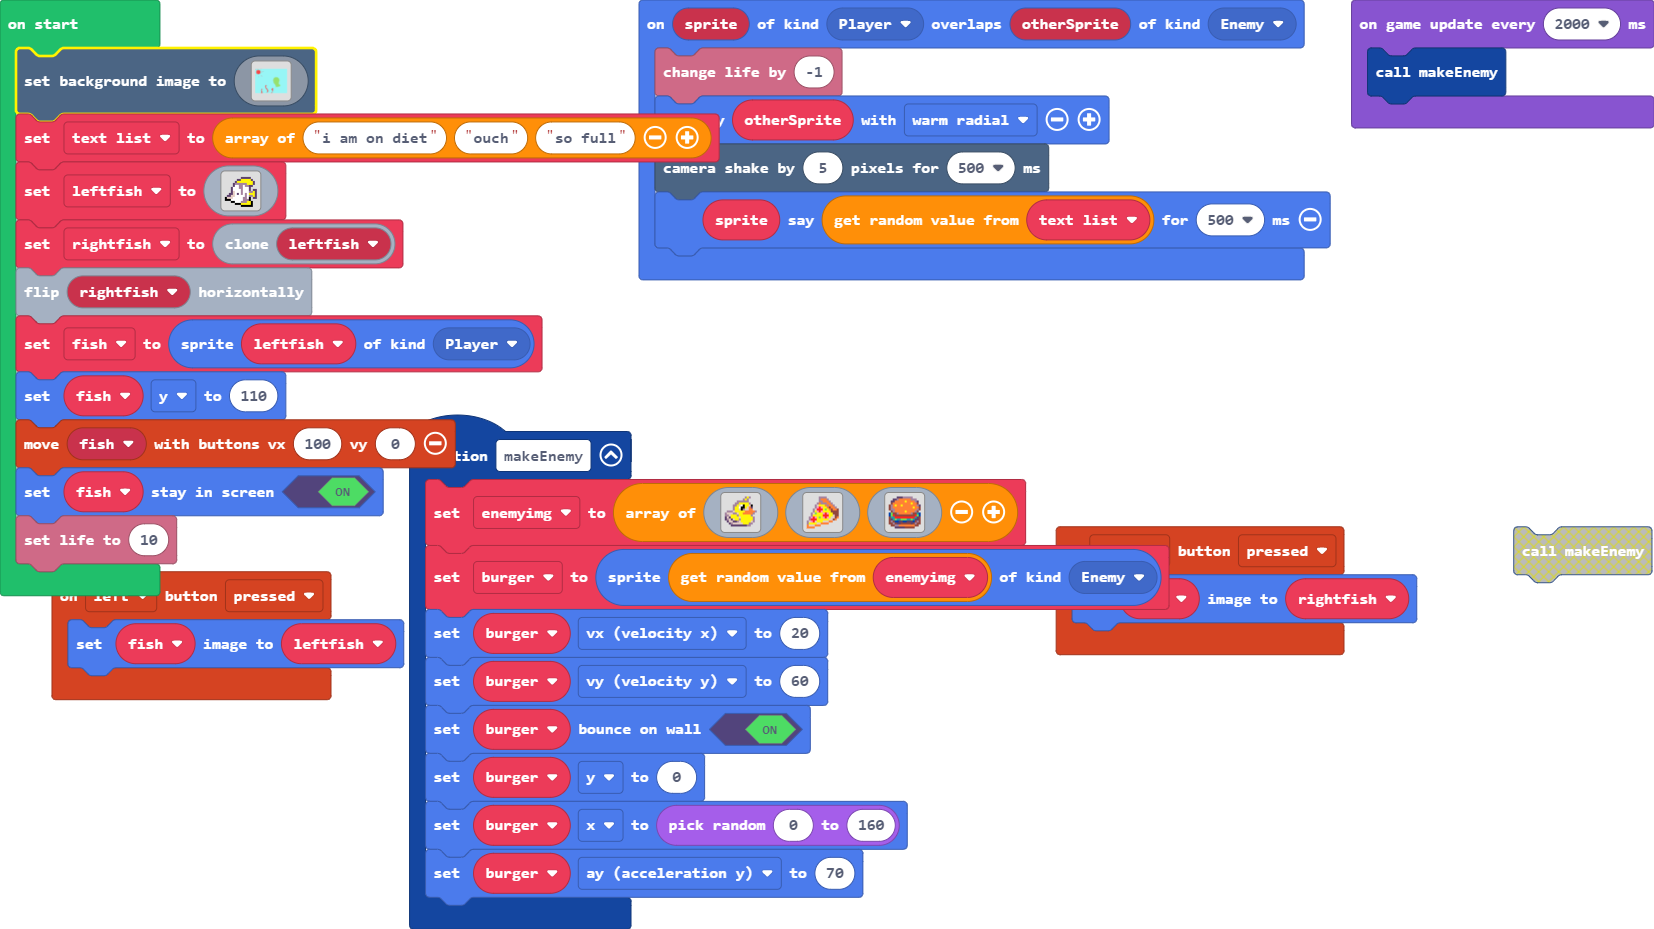 on start
set background image to
set text list to array of "i am on diet" "ouch" "so full"
set leftfish to
set rightfish to clone leftfish
flip rightfish horizontally
set fish to sprite leftfish of kind Player
set fish y to 110
move fish with buttons vx 100 vy 0
set fish stay in screen ON
set life to 10
on left button pressed
set fish image to leftfish
on sprite of kind Player overlaps otherSprite of kind Enemy
change life by -1
otherSprite with warm radial
camera shake by 5 pixels for 500 ms
sprite say get random value from text list for 500 ms
on game update every 2000 ms
call makeEnemy
tion makeEnemy
set enemyimg to array of
set burger to sprite get random value from enemyimg of kind Enemy
set burger vx (velocity x) to 20
set burger vy (velocity y) to 60
set burger bounce on wall ON
set burger y to 0
set burger x to pick random 0 to 160
set burger ay (acceleration y) to 70
button pressed
image to rightfish
call makeEnemy